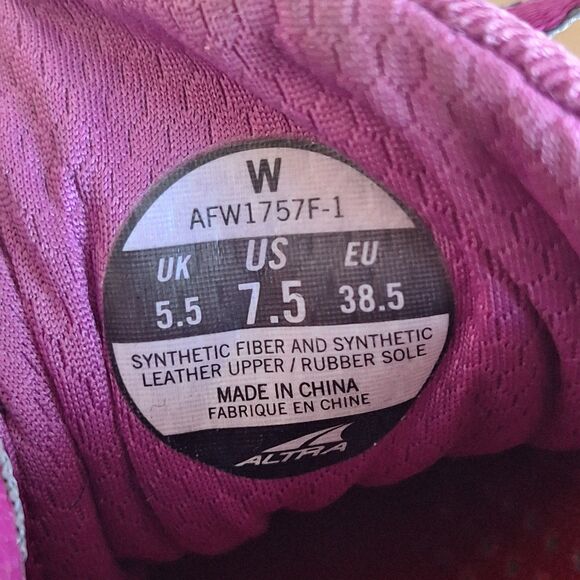 W
AFW1757F-1
UK US EU
5.5 7.5 38.5
SYNTHETIC FIBER AND SYNTHETIC
LEATHER UPPER / RUBBER SOLE
MADE IN CHINA
FABRIQUE EN CHINE
ALTRA